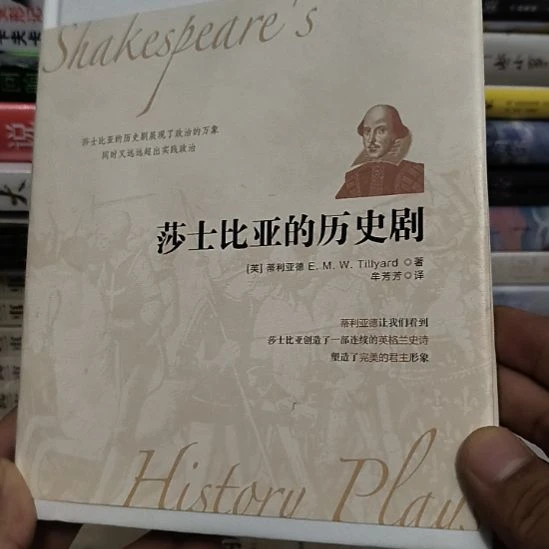 Shakespeare's
莎士比亚的历史剧展现了政治的万象
同时又远远超出实践政治
莎士比亚的历史剧
[英] 蒂利亚德 E. M. W. Tillyard ◎ 著
牟芳芳 ◎ 译
蒂利亚德让我们看到
莎士比亚创造了一部连续的英格兰史诗
塑造了完美的君主形象
History Play